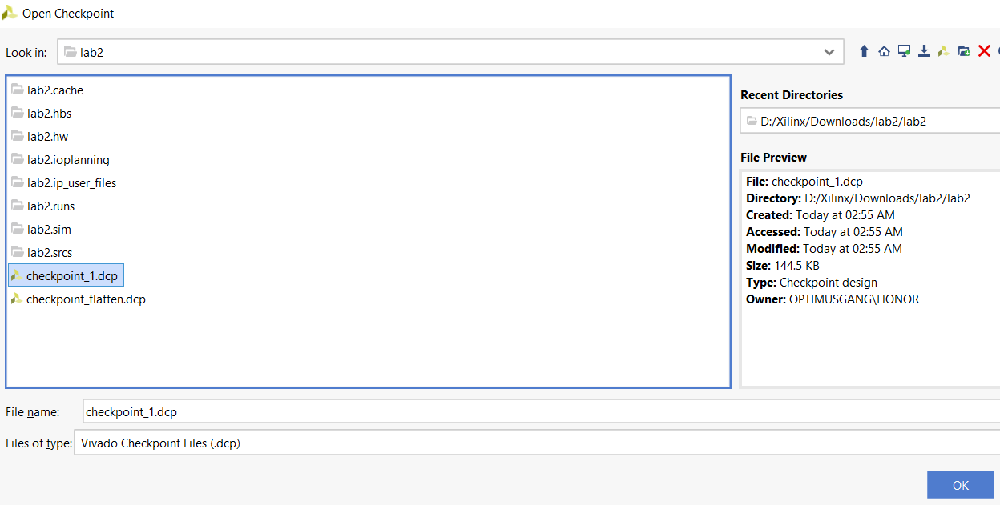 Open Checkpoint
Look in: lab2
lab2.cache
lab2.hbs
lab2.hw
lab2.ioplanning
lab2.ip_user_files
lab2.runs
lab2.sim
lab2.srcs
checkpoint_1.dcp
checkpoint_flatten.dcp
Recent Directories
D:/Xilinx/Downloads/lab2/lab2
File Preview
File: checkpoint_1.dcp
Directory: D:/Xilinx/Downloads/lab2/lab2
Created: Today at 02:55 AM
Accessed: Today at 02:55 AM
Modified: Today at 02:55 AM
Size: 144.5 KB
Type: Checkpoint design
Owner: OPTIMUSGANG\HONOR
File name: checkpoint_1.dcp
Files of type: Vivado Checkpoint Files (.dcp)
OK